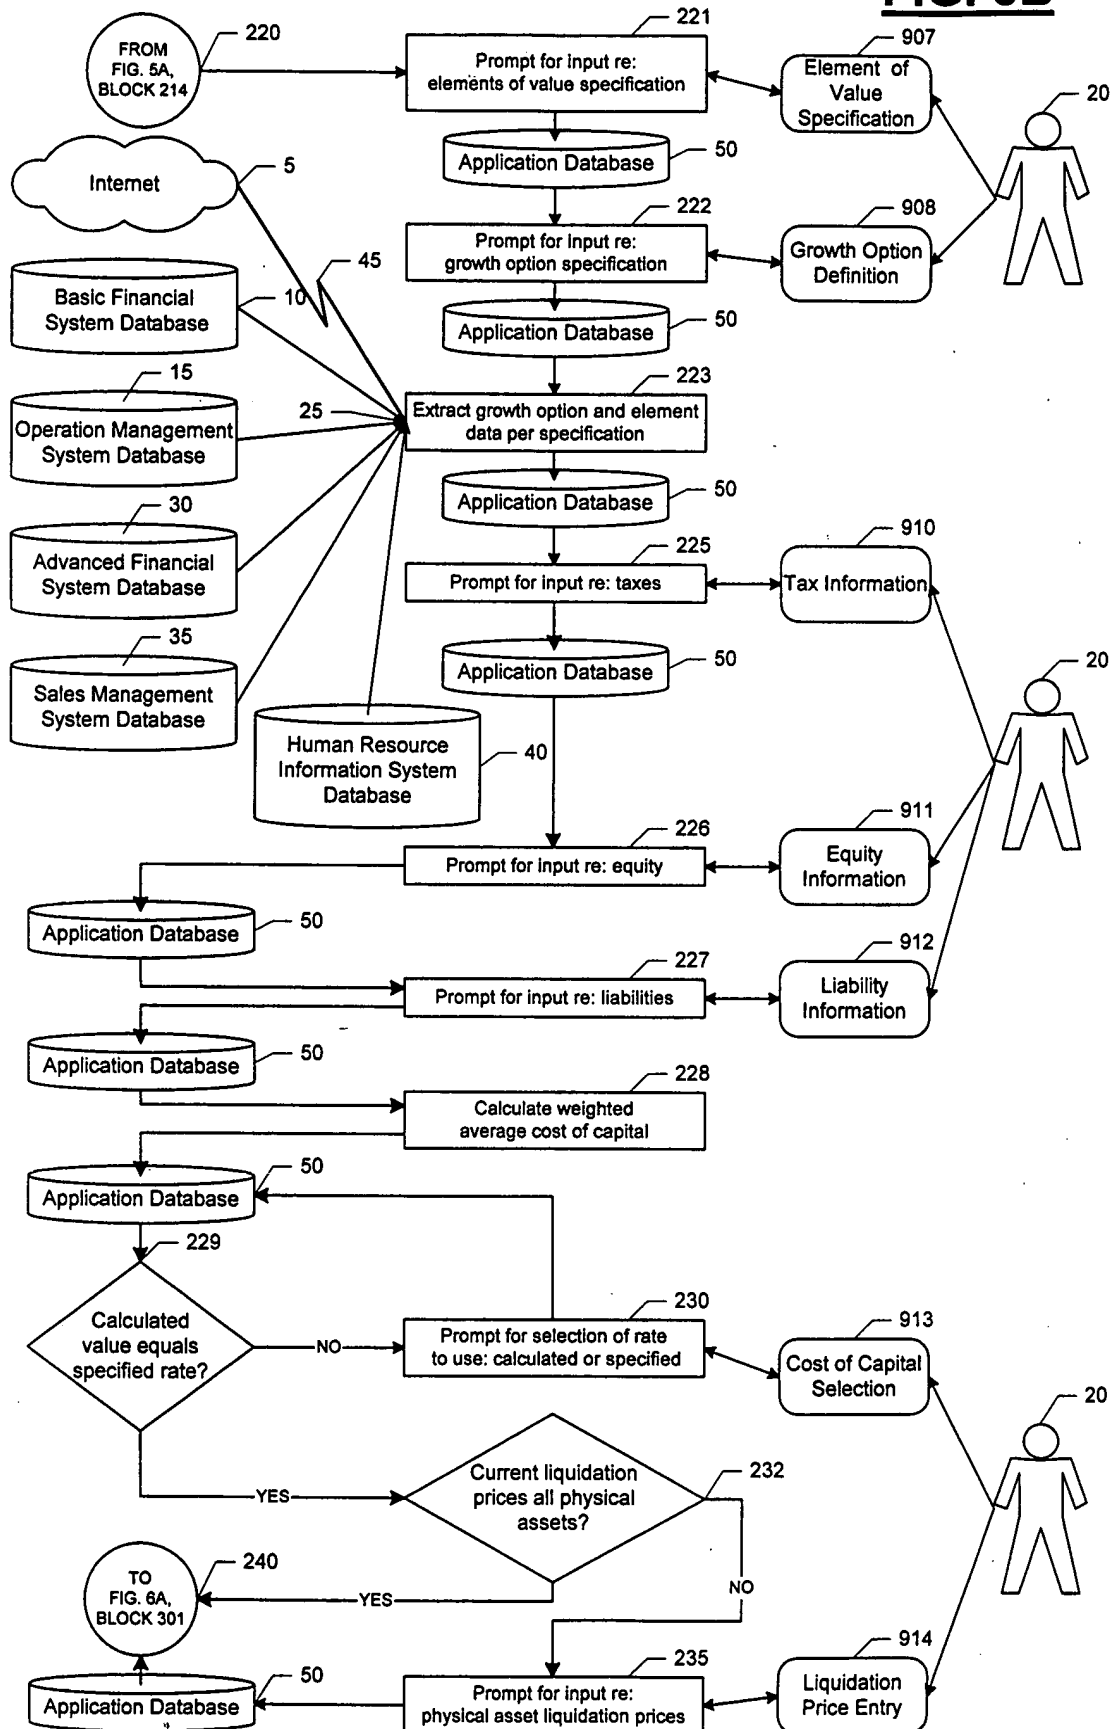 220
FROM
FIG. 5A,
BLOCK 214
221
Prompt for input re:
elements of value specification
907
Element of
Value
Specification
20
Application Database
50
Internet
5
222
Prompt for input re:
growth option specification
908
Growth Option
Definition
45
10
Basic Financial
System Database
Application Database
50
15
Operation Management
System Database
25
223
Extract growth option and element
data per specification
Application Database
50
30
Advanced Financial
System Database
225
Prompt for input re: taxes
910
Tax Information
35
Sales Management
System Database
Application Database
50
20
Human Resource
Information System
Database
40
226
Prompt for input re: equity
911
Equity
Information
Application Database
50
227
Prompt for input re: liabilities
912
Liability
Information
Application Database
50
228
Calculate weighted
average cost of capital
Application Database
50
229
Calculated
value equals
specified rate?
NO
230
Prompt for selection of rate
to use: calculated or specified
913
Cost of Capital
Selection
20
YES
Current liquidation
prices all physical
assets?
232
NO
YES
240
TO
FIG. 6A,
BLOCK 301
Application Database
50
235
Prompt for input re:
physical asset liquidation prices
914
Liquidation
Price Entry